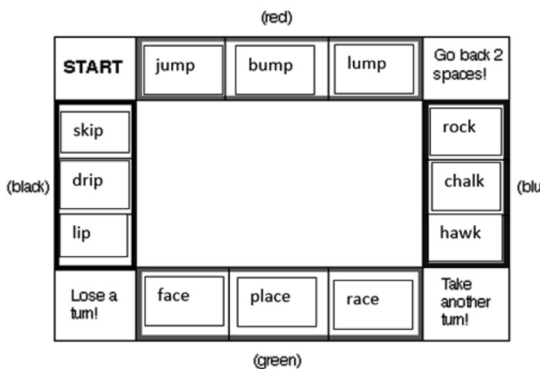 (red)
START
jump
bump
lump
Go back 2
spaces!
skip
rock
(black)
drip
chalk
(blu
lip
hawk
Lose a
turn!
face
place
race
Take
another
turn!
(green)